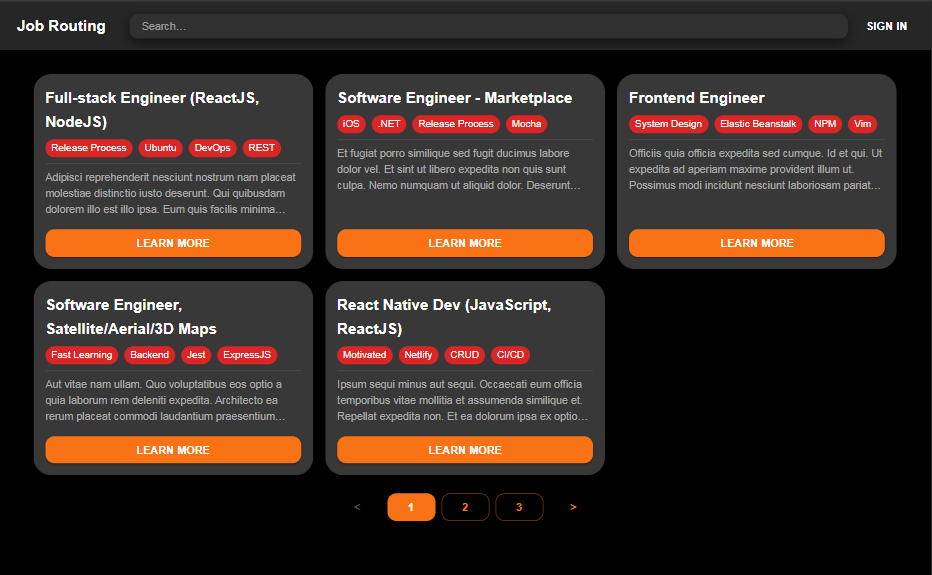 Job Routing
Search...
SIGN IN
Full-stack Engineer (ReactJS,
NodeJS)
Release Process Ubuntu DevOps REST
Adipisci reprehenderit nesciunt nostrum nam placeat
molestiae distinctio iusto deserunt. Qui quibusdam
dolorem illo est illo ipsa. Eum quis facilis minima...
LEARN MORE
Software Engineer - Marketplace
iOS .NET Release Process Mocha
Et fugiat porro similique sed fugit ducimus labore
dolor vel. Et sint ut libero expedita non quis sunt
culpa. Nemo numquam ut aliquid dolor. Deserunt...
LEARN MORE
Frontend Engineer
System Design Elastic Beanstalk NPM Vim
Officiis quia officia expedita sed cumque. Id et qui. Ut
expedita ad aperiam maxime provident illum ut.
Possimus modi incidunt nesciunt laboriosam pariat...
LEARN MORE
Software Engineer,
Satellite/Aerial/3D Maps
Fast Learning Backend Jest ExpressJS
Aut vitae nam ullam. Quo voluptatibus eos optio a
quia laborum rem deleniti expedita. Architecto ea
rerum placeat commodi laudantium praesentium...
LEARN MORE
React Native Dev (JavaScript,
ReactJS)
Motivated Netlify CRUD CI/CD
Ipsum sequi minus aut sequi. Occaecati eum officia
temporibus vitae mollitia et assumenda similique et.
Repellat expedita non. Et ea dolorum ipsa ex optio...
LEARN MORE
< 1 2 3 >